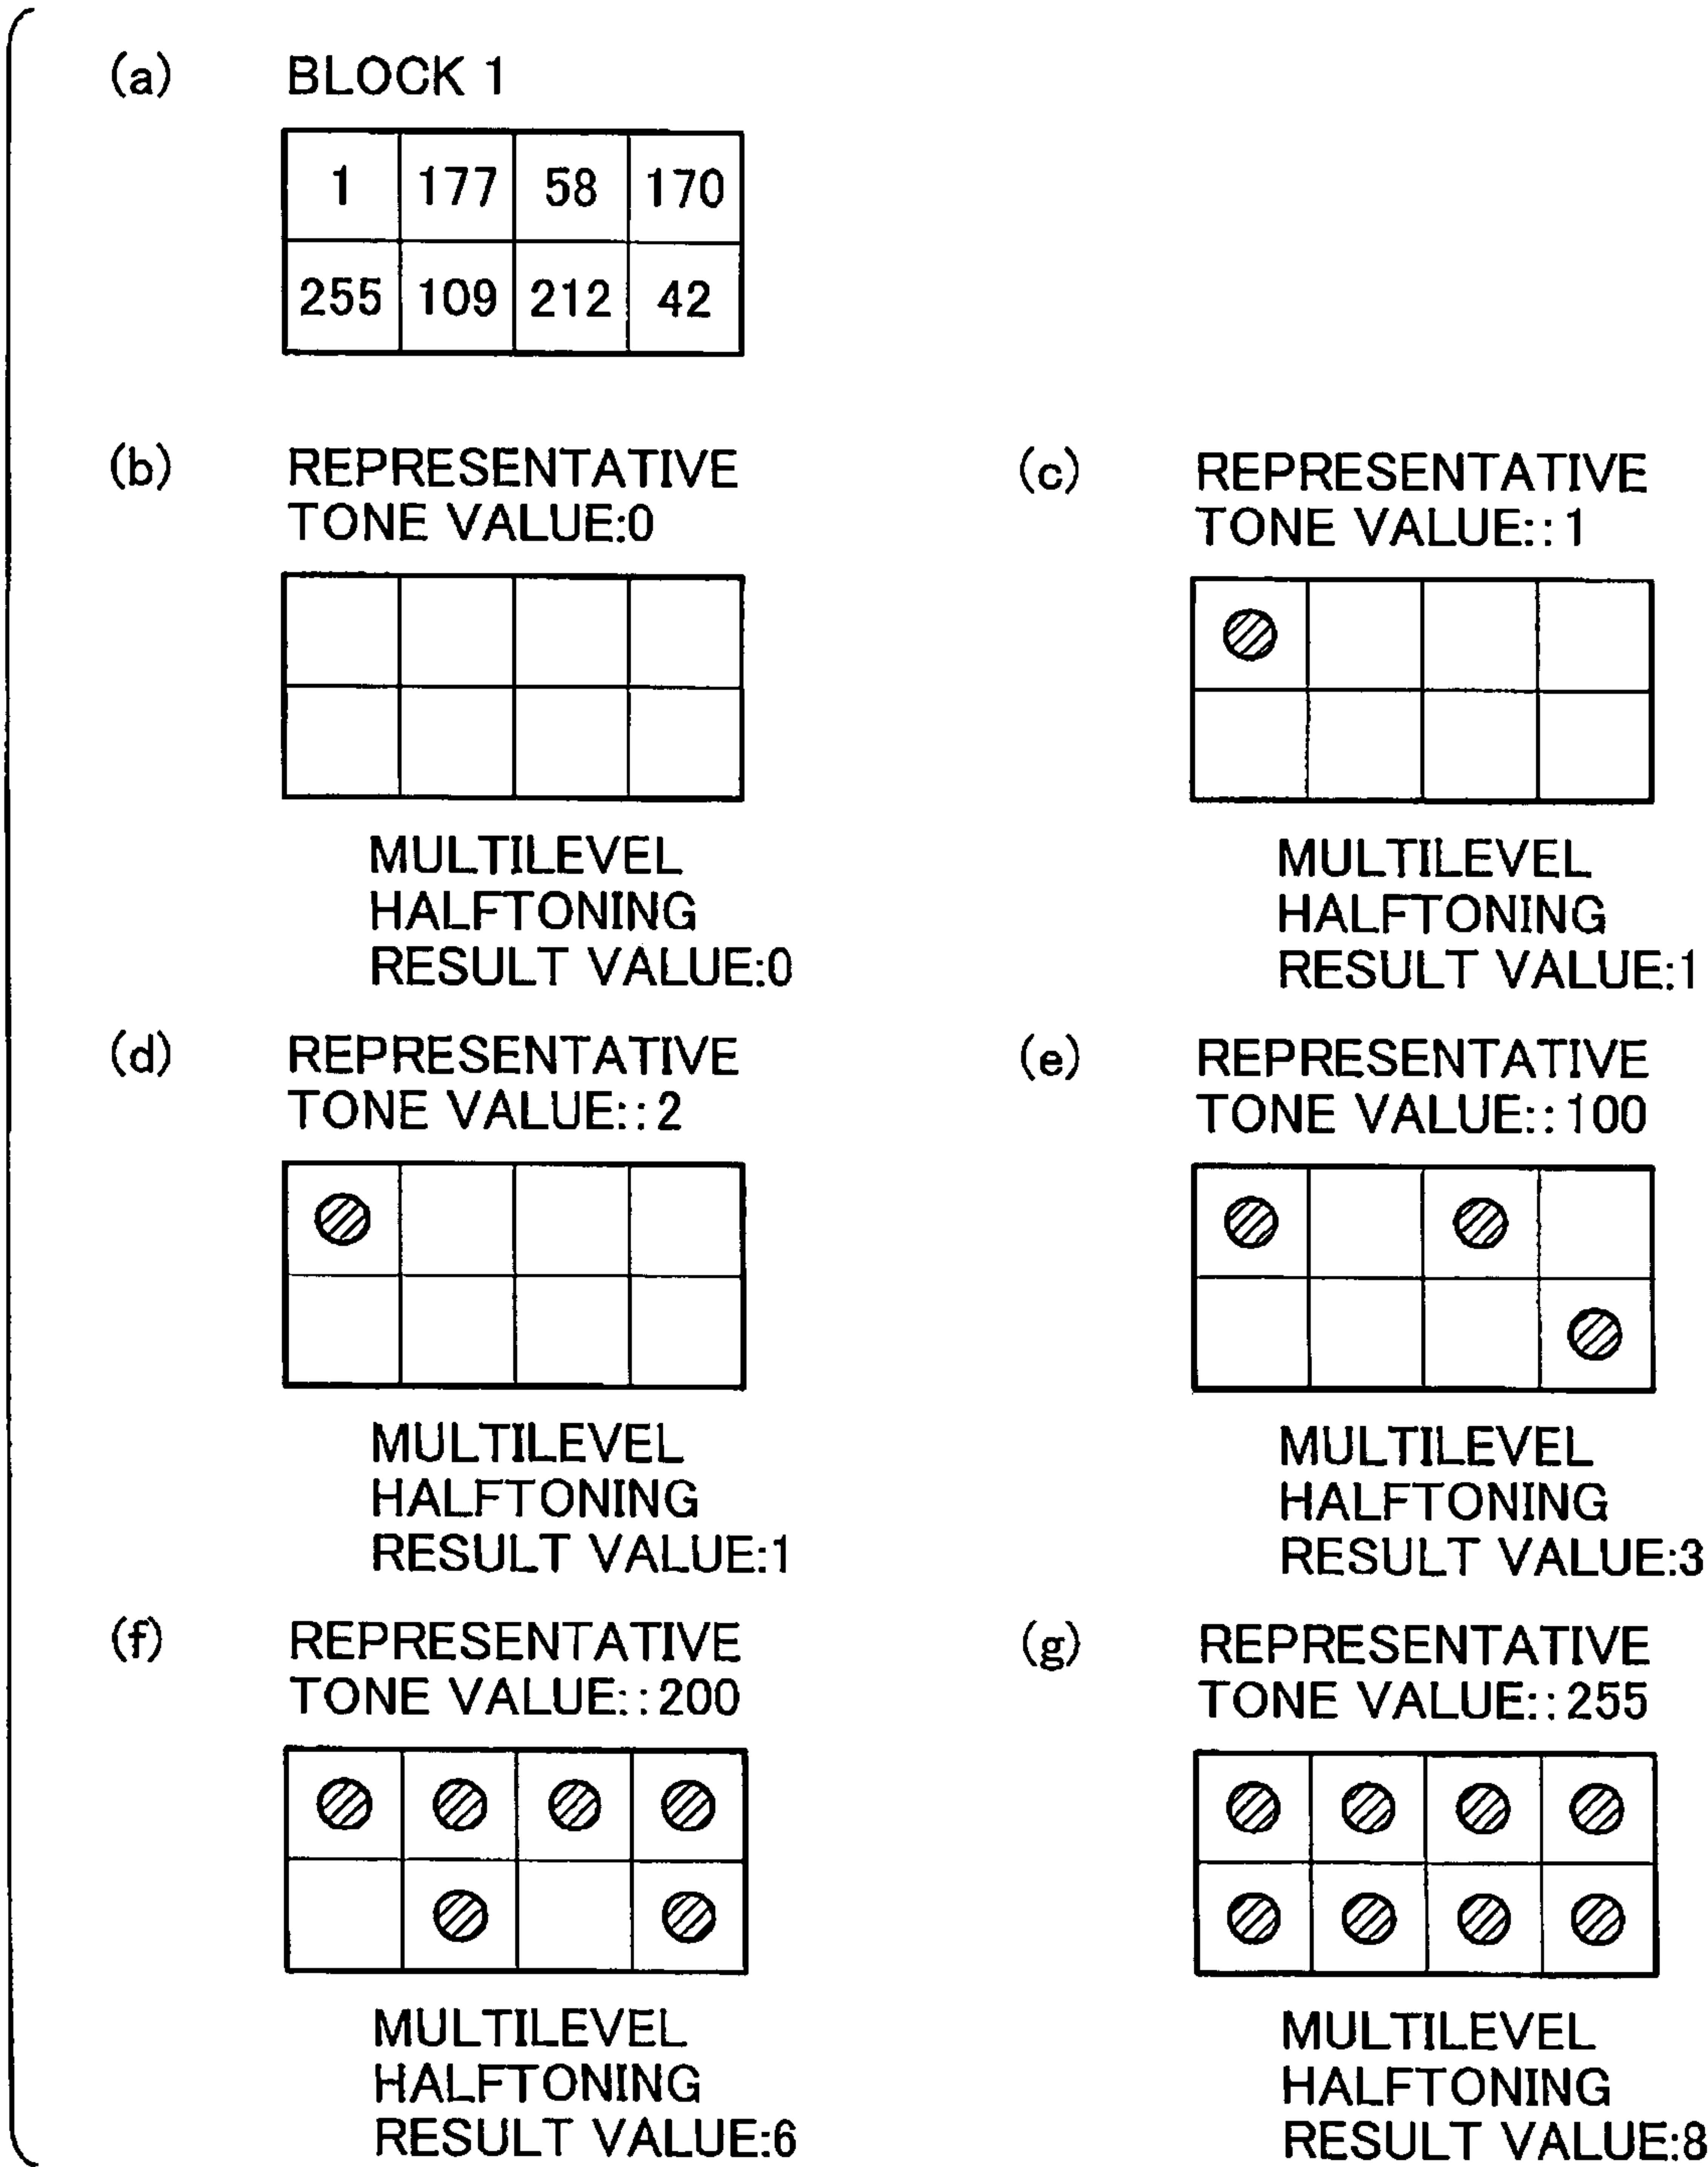 (a) BLOCK 1
1 177 58 170
255 109 212 42
(b) REPRESENTATIVE
TONE VALUE:0
MULTILEVEL
HALFTONING
RESULT VALUE:0
(c) REPRESENTATIVE
TONE VALUE::1
MULTILEVEL
HALFTONING
RESULT VALUE:1
(d) REPRESENTATIVE
TONE VALUE::2
MULTILEVEL
HALFTONING
RESULT VALUE:1
(e) REPRESENTATIVE
TONE VALUE::100
MULTILEVEL
HALFTONING
RESULT VALUE:3
(f) REPRESENTATIVE
TONE VALUE::200
MULTILEVEL
HALFTONING
RESULT VALUE:6
(g) REPRESENTATIVE
TONE VALUE::255
MULTILEVEL
HALFTONING
RESULT VALUE:8